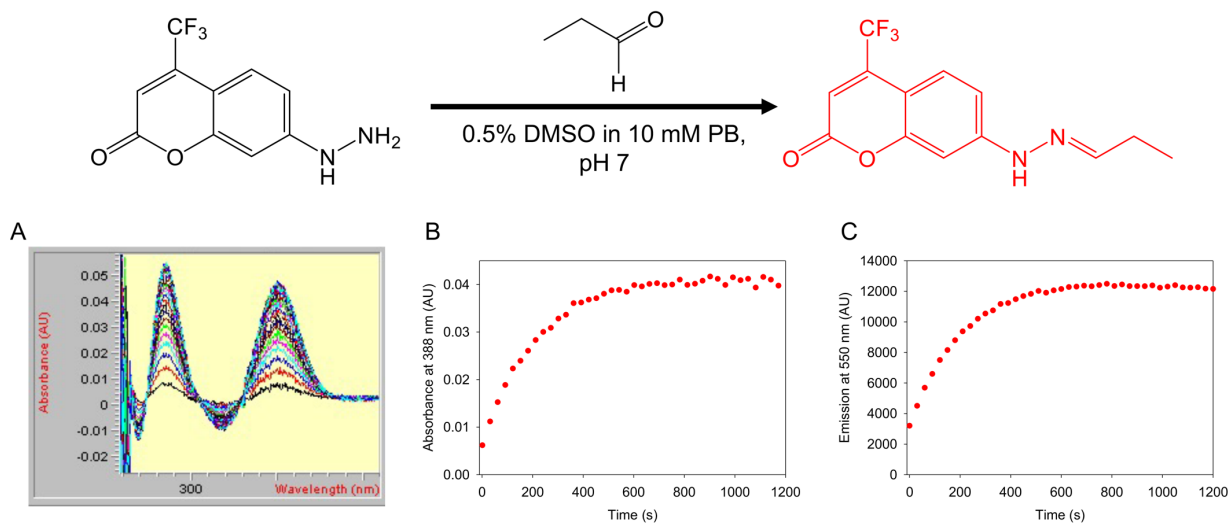 CF₃
O
O
N
H
NH₂
O
H
0.5% DMSO in 10 mM PB,
pH 7
CF₃
O
O
N
H
N
A
Absorbance (AU)
0.05
0.04
0.03
0.02
0.01
0
-0.01
-0.02
300
Wavelength (nm)
B
Absorbance at 388 nm (AU)
0.04
0.03
0.02
0.01
0.00
0 200 400 600 800 1000 1200
Time (s)
C
Emission at 550 nm (AU)
14000
12000
10000
8000
6000
4000
2000
0
0 200 400 600 800 1000 1200
Time (s)